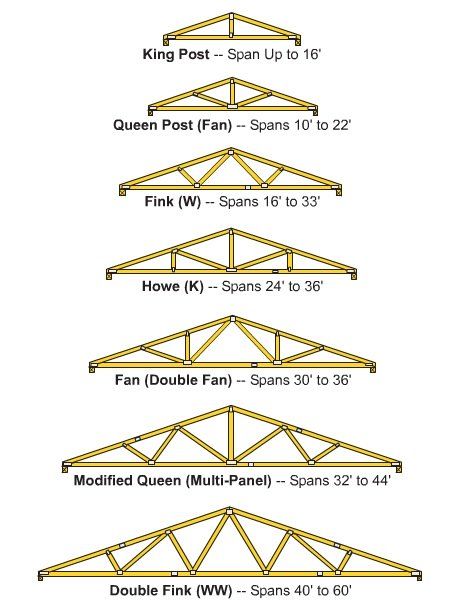 King Post -- Span Up to 16'
Queen Post (Fan) -- Spans 10' to 22'
Fink (W) -- Spans 16' to 33'
Howe (K) -- Spans 24' to 36'
Fan (Double Fan) -- Spans 30' to 36'
Modified Queen (Multi-Panel) -- Spans 32' to 44'
Double Fink (WW) -- Spans 40' to 60'